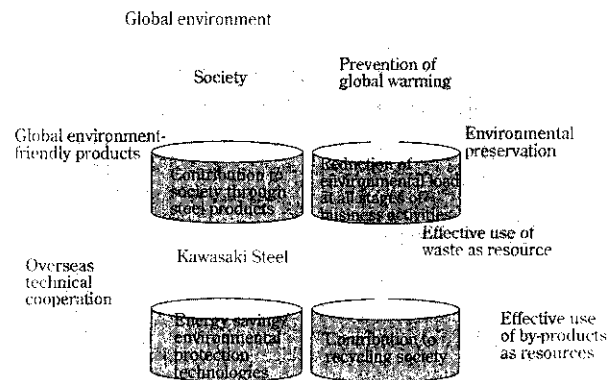 Global environment
Society
Prevention of
global warming
Global environment-
friendly products
Environmental
preservation
Contribution to
society through
steel products
Reduction of
environmental load
at all stages of
business activities
Effective use of
waste as resource
Kawasaki Steel
Overseas
technical
cooperation
Energy saving/
environmental
protection
technologies
Contribution to
recycling society
Effective use
of by-products
as resources